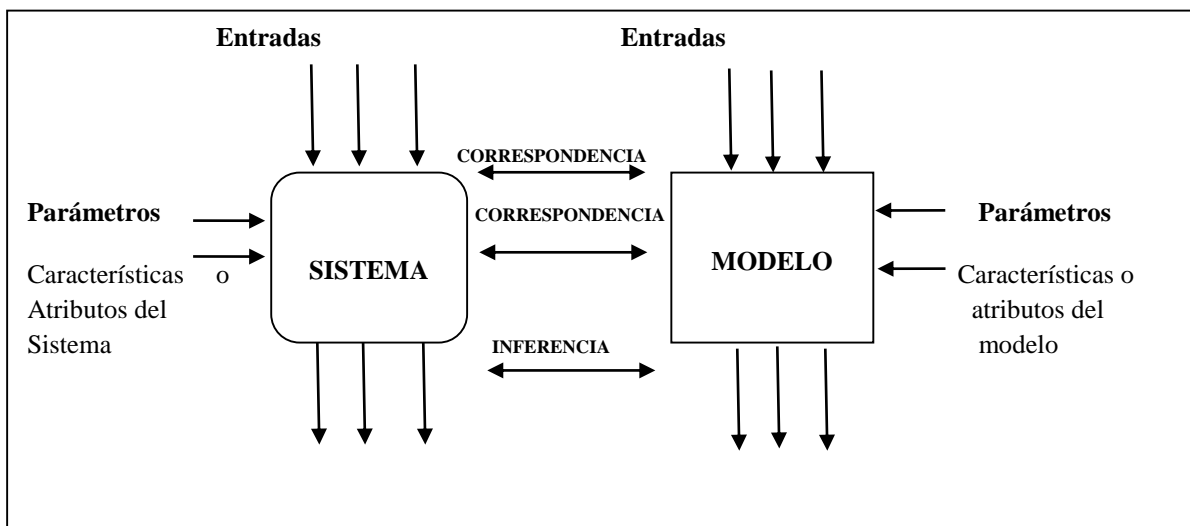 Entradas
Entradas
CORRESPONDENCIA
Parámetros
CORRESPONDENCIA
Parámetros
SISTEMA
MODELO
Características o
Atributos del
Sistema
Características o
atributos del
modelo
INFERENCIA